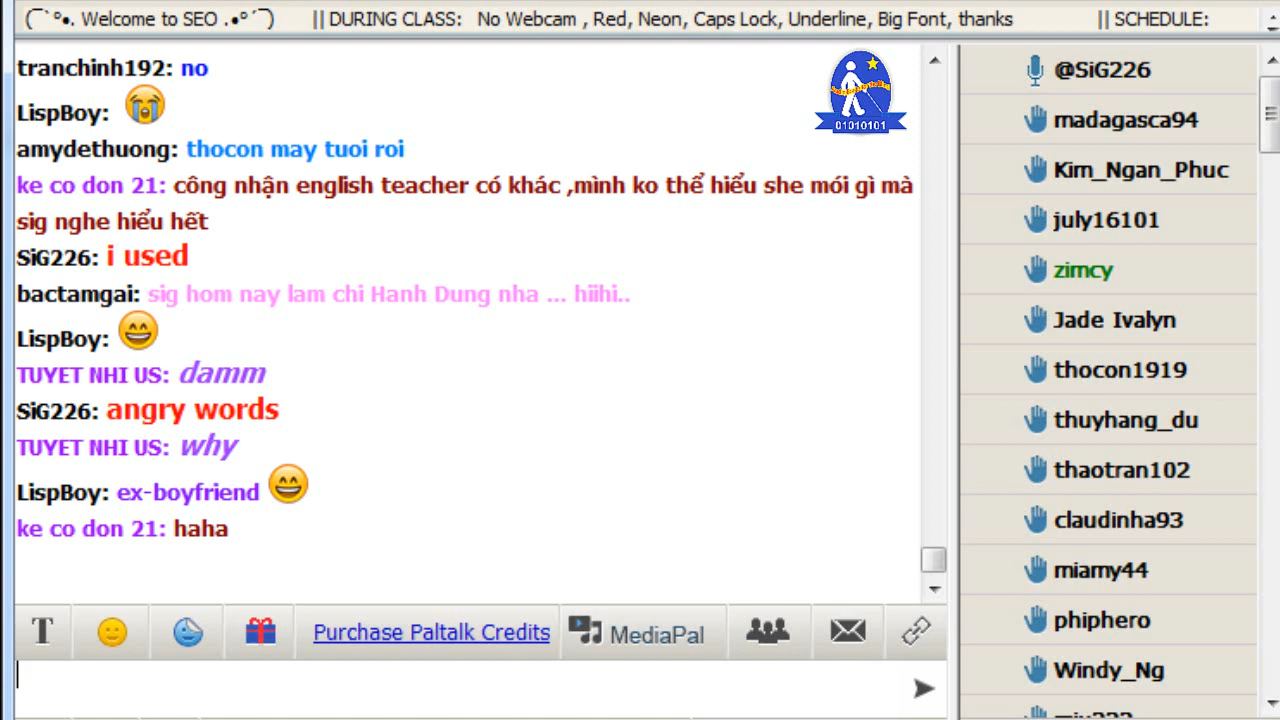 (¯`°•. Welcome to SEO .•°´¯) || DURING CLASS: No Webcam , Red, Neon, Caps Lock, Underline, Big Font, thanks || SCHEDULE:
tranchinh192: no
LispBoy:
amydethuong: thocon may tuoi roi
ke co don 21: công nhận english teacher có khác ,mình ko thể hiểu she mói gì mà
sig nghe hiểu hết
SiG226: i used
bactamgai: sig hom nay lam chi Hanh Dung nha ... hiihi..
LispBoy:
TUYET NHI US: damm
SiG226: angry words
TUYET NHI US: why
LispBoy: ex-boyfriend
ke co don 21: haha
01010101
T
Purchase Paltalk Credits
MediaPal
@SiG226
madagasca94
Kim_Ngan_Phuc
july16101
zimcy
Jade Ivalyn
thocon1919
thuyhang_du
thaotran102
claudinha93
miamy44
phiphero
Windy_Ng